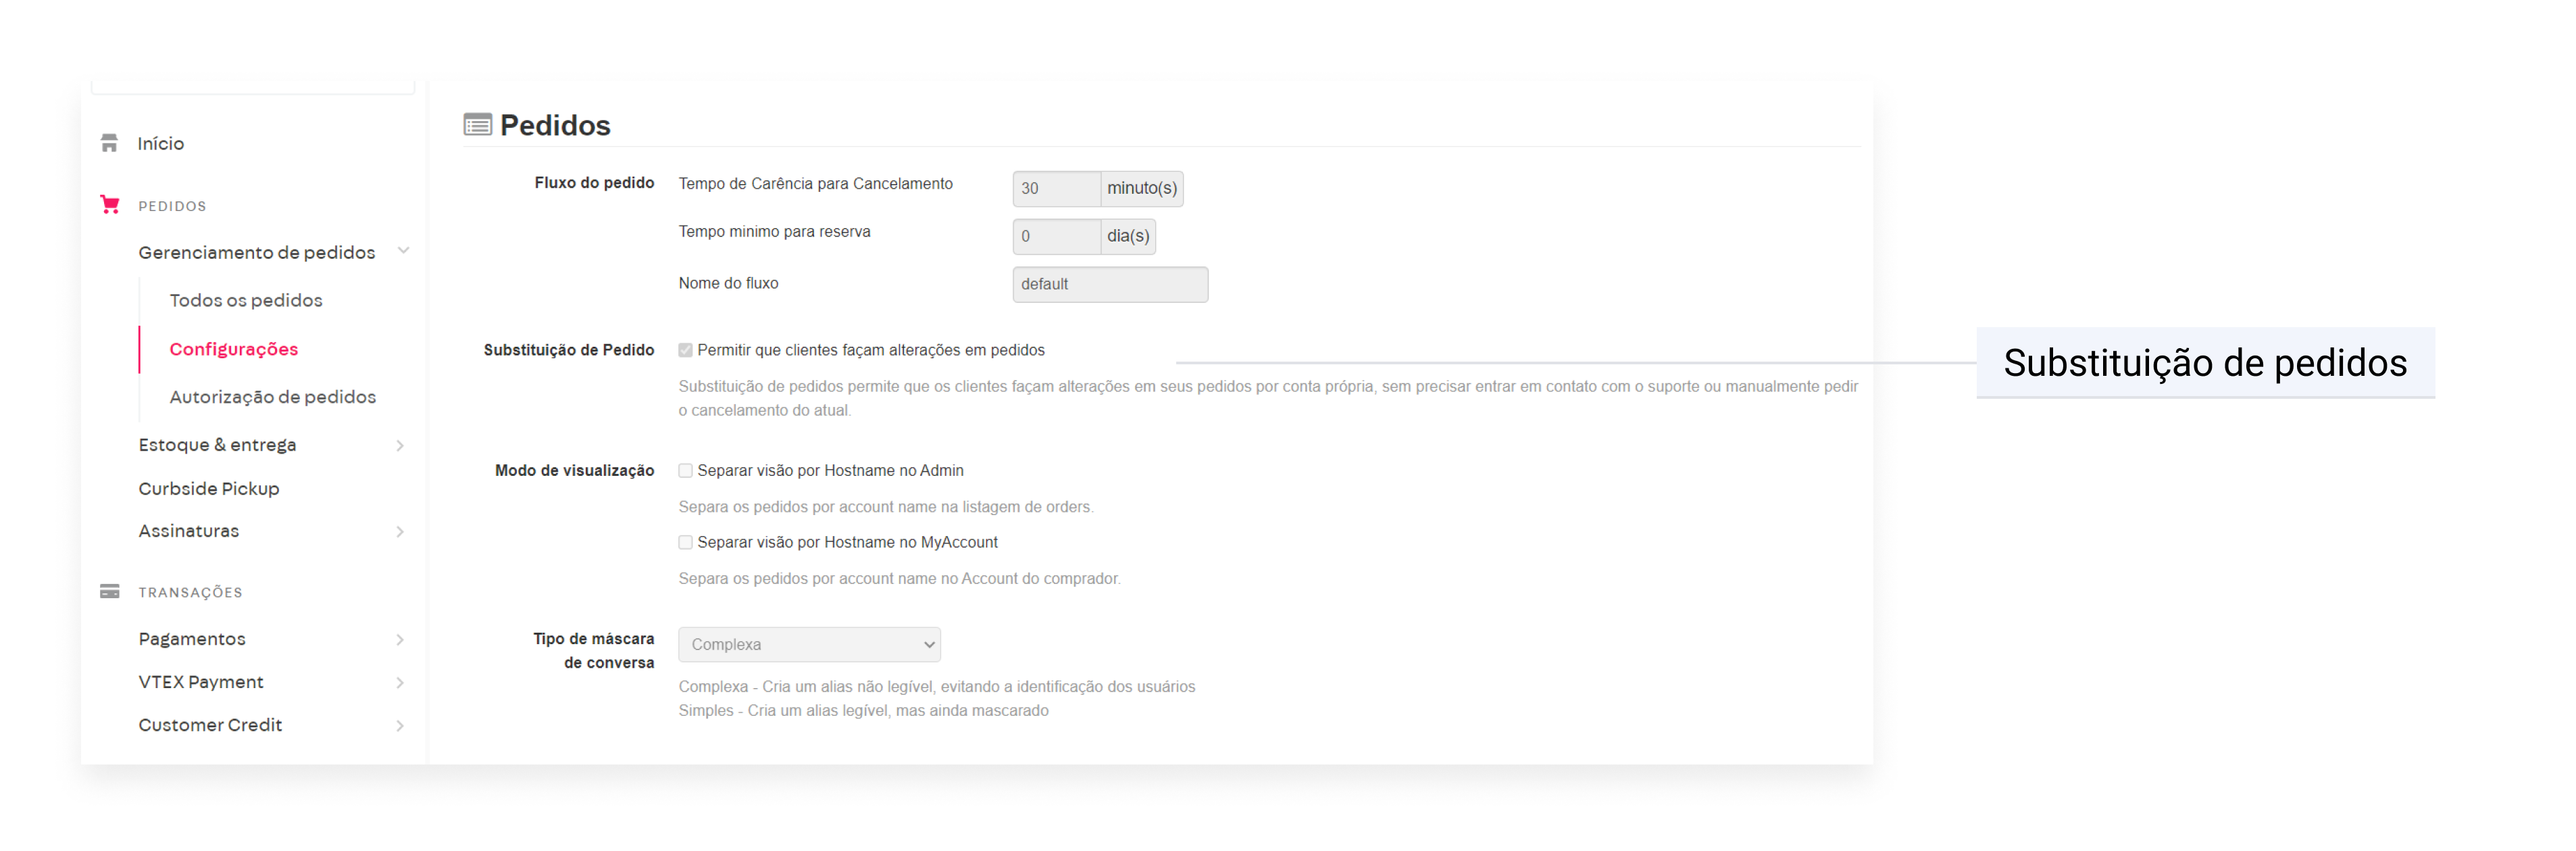 Início
PEDIDOS
Gerenciamento de pedidos
Todos os pedidos
Configurações
Autorização de pedidos
Estoque & entrega
Curbside Pickup
Assinaturas
TRANSAÇÕES
Pagamentos
VTEX Payment
Customer Credit
Pedidos
Fluxo do pedido
Tempo de Carência para Cancelamento
30 minuto(s)
Tempo minimo para reserva
0 dia(s)
Nome do fluxo
default
Substituição de Pedido
Permitir que clientes façam alterações em pedidos
Substituição de pedidos permite que os clientes façam alterações em seus pedidos por conta própria, sem precisar entrar em contato com o suporte ou manualmente pedir
o cancelamento do atual.
Modo de visualização
Separar visão por Hostname no Admin
Separa os pedidos por account name na listagem de orders.
Separar visão por Hostname no MyAccount
Separa os pedidos por account name no Account do comprador.
Tipo de máscara
de conversa
Complexa
Complexa - Cria um alias não legível, evitando a identificação dos usuários
Simples - Cria um alias legível, mas ainda mascarado
Substituição de pedidos